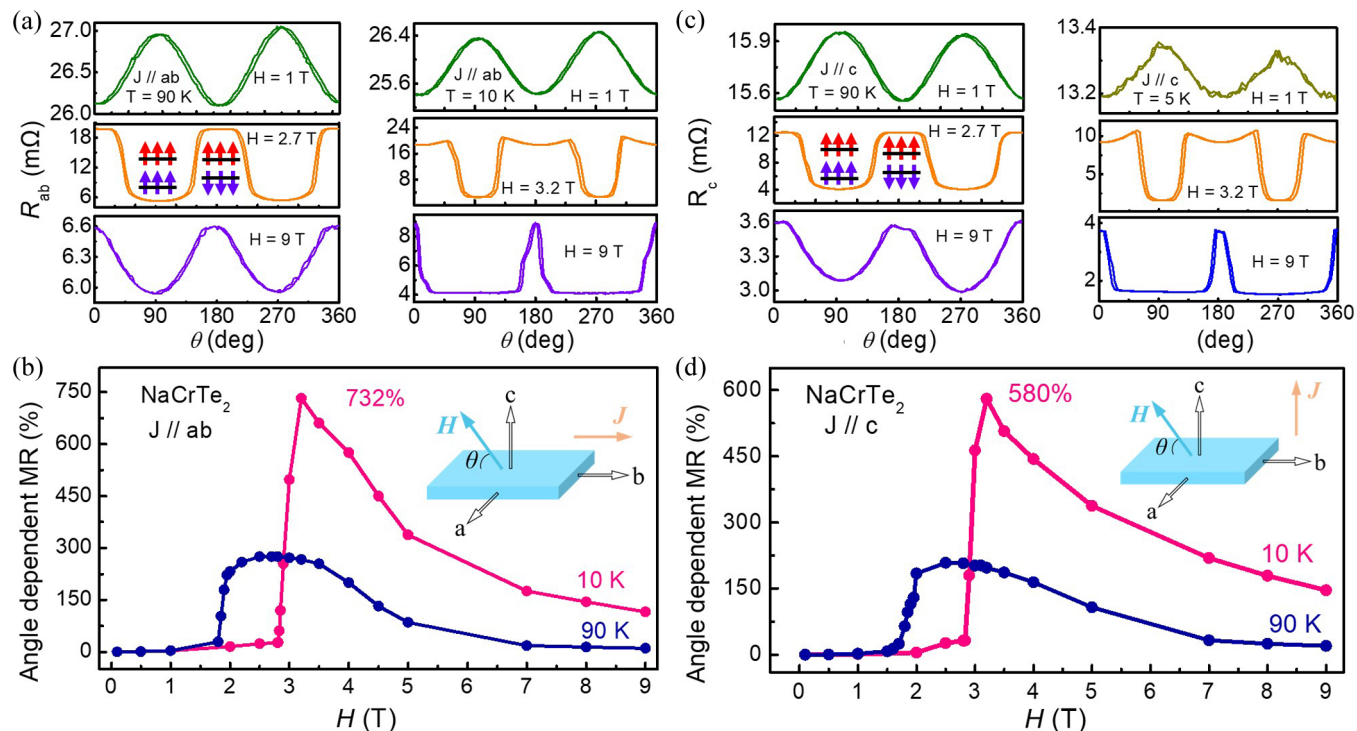 (a)
27.0
26.5
26.0
J // ab
T = 90 K
H = 1 T
26.4
25.6
J // ab
T = 10 K
H = 1 T
R_ab (mΩ)
18
12
6
H = 2.7 T
24
16
8
H = 3.2 T
6.6
6.3
6.0
H = 9 T
8
6
4
H = 9 T
0 90 180 270 360
θ (deg)
0 90 180 270 360
θ (deg)
(c)
15.9
15.6
J // c
T = 90 K
H = 1 T
13.4
13.2
J // c
T = 5 K
H = 1 T
R_c (mΩ)
12
8
4
H = 2.7 T
10
5
H = 3.2 T
3.6
3.3
3.0
H = 9 T
4
2
H = 9 T
0 90 180 270 360
θ (deg)
0 90 180 270 360
(deg)
(b)
Angle dependent MR (%)
750
600
450
300
150
0
NaCrTe₂
J // ab
732%
10 K
90 K
c
H
J
θ
b
a
0 1 2 3 4 5 6 7 8 9
H (T)
(d)
Angle dependent MR (%)
600
450
300
150
0
NaCrTe₂
J // c
580%
10 K
90 K
c
H
J
θ
b
a
0 1 2 3 4 5 6 7 8 9
H (T)